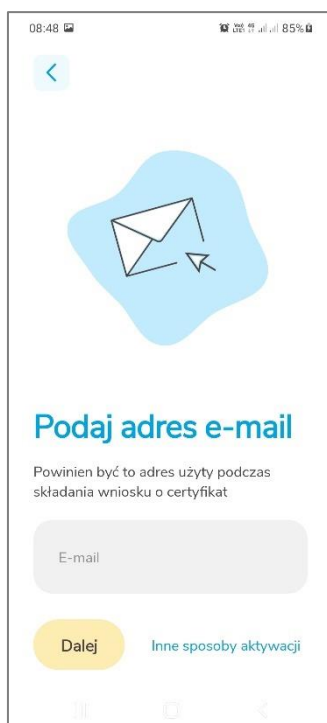 08:48 85%
Podaj adres e-mail
Powinien być to adres użyty podczas
składania wniosku o certyfikat
E-mail
Dalej Inne sposoby aktywacji